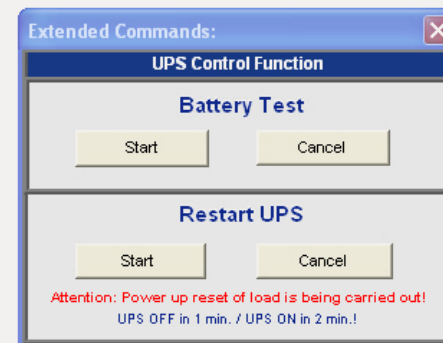 Extended Commands:
UPS Control Function
Battery Test
Start Cancel
Restart UPS
Start Cancel
Attention: Power up reset of load is being carried out!
UPS OFF in 1 min. / UPS ON in 2 min.!